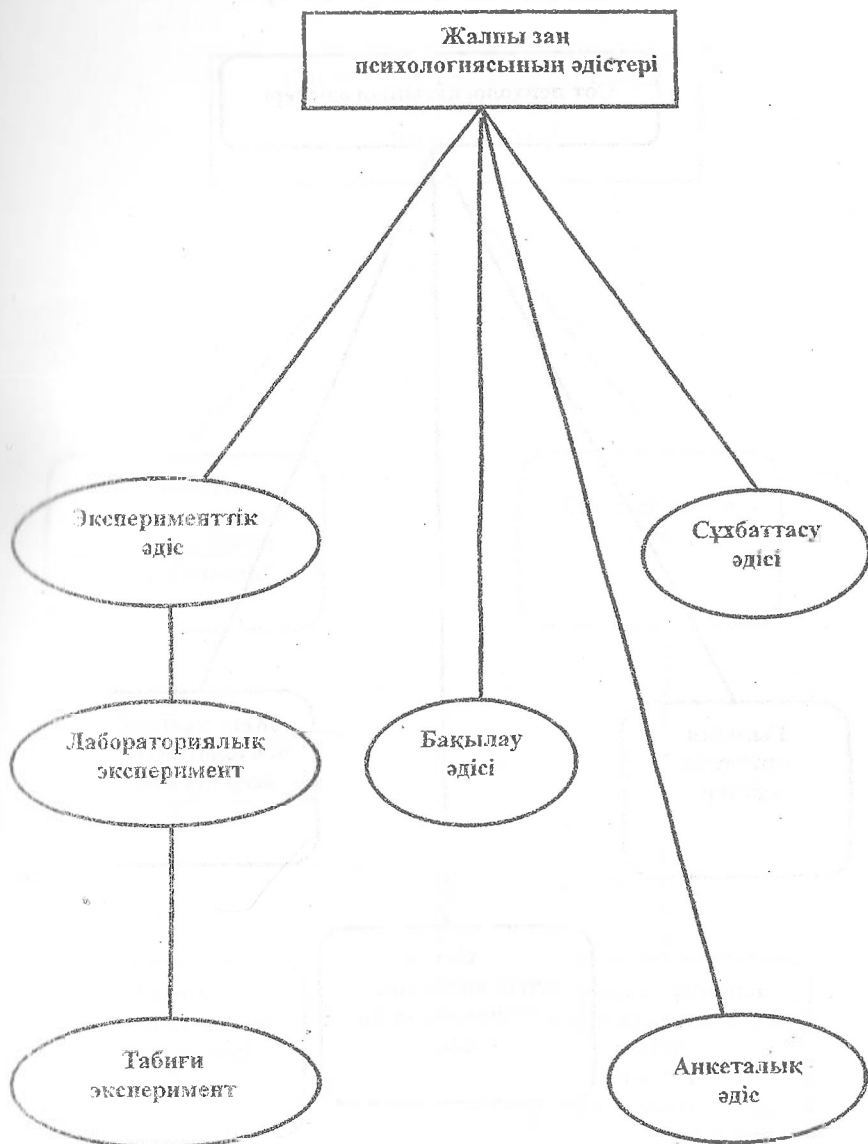 Жалпы заң
психологиясының әдістері
Эксперименттік
әдіс
Сұхбаттасу
әдісі
Лабораториялық
эксперимент
Бақылау
әдісі
Табиғи
эксперимент
Анкеталық
әдіс